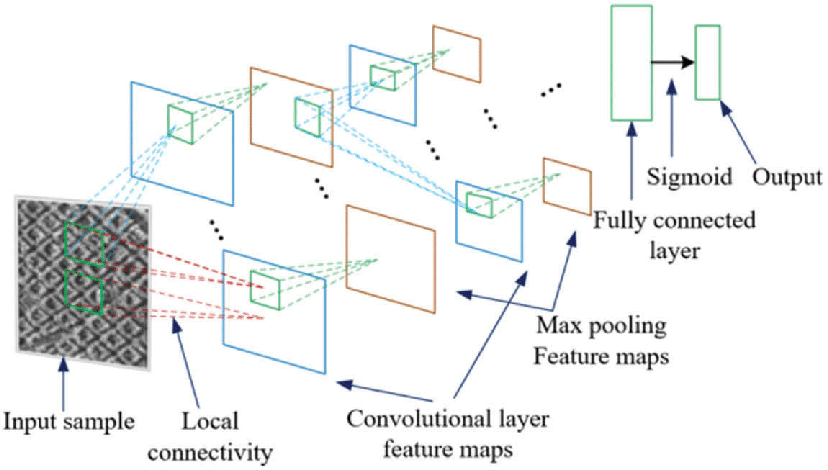 Sigmoid
Output
Fully connected
layer
Max pooling
Feature maps
Input sample
Local
connectivity
Convolutional layer
feature maps